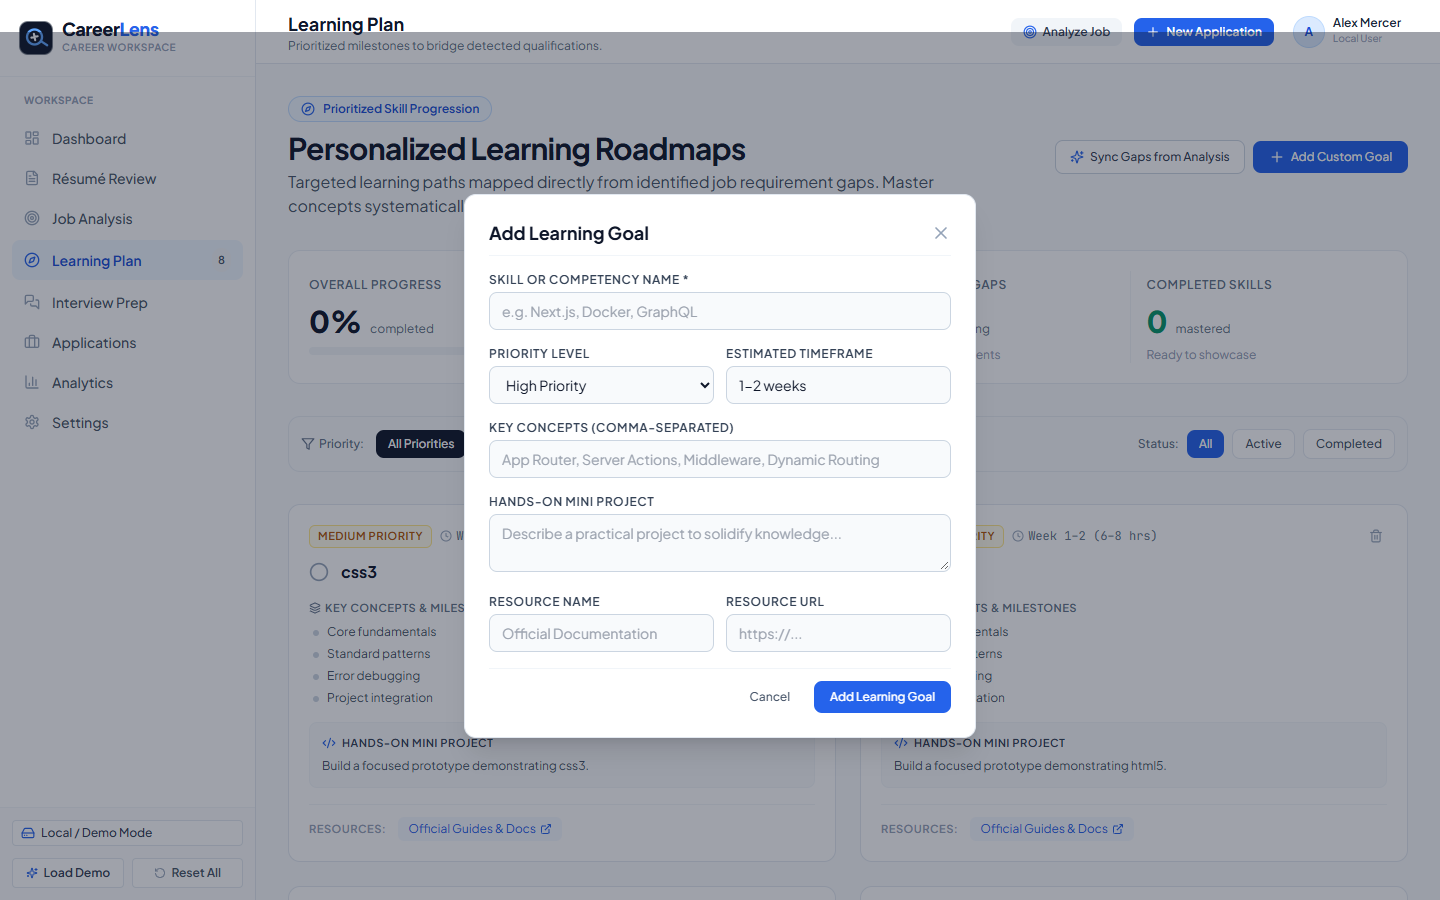 CareerLens
CAREER WORKSPACE
WORKSPACE
Dashboard
Résumé Review
Job Analysis
Learning Plan 8
Interview Prep
Applications
Analytics
Settings
Local / Demo Mode
Load Demo
Reset All
Learning Plan
Prioritized milestones to bridge detected qualifications.
Analyze Job
New Application
A
Alex Mercer
Local User
Prioritized Skill Progression
Personalized Learning Roadmaps
Targeted learning paths mapped directly from identified job requirement gaps. Master
concepts
Sync Gaps from Analysis
Add Custom Goal
OVERALL PROGRESS
0% completed
GAPS
COMPLETED SKILLS
0 mastered
Ready to showcase
Priority:
All Priorities
Status:
All
Active
Completed
MEDIUM PRIORITY
css3
KEY CONCEPTS &
Core fundamentals
Standard patterns
Error debugging
Project integration
HANDS-ON MINI PROJECT
Build a focused prototype demonstrating css3.
RESOURCES:
Official Guides & Docs
Week 1-2 (6-8 hrs)
& MILESTONES
HANDS-ON MINI PROJECT
Build a focused prototype demonstrating html5.
RESOURCES:
Official Guides & Docs
Add Learning Goal
SKILL OR COMPETENCY NAME *
e.g. Next.js, Docker, GraphQL
PRIORITY LEVEL
High Priority
ESTIMATED TIMEFRAME
1-2 weeks
KEY CONCEPTS (COMMA-SEPARATED)
App Router, Server Actions, Middleware, Dynamic Routing
HANDS-ON MINI PROJECT
Describe a practical project to solidify knowledge...
RESOURCE NAME
Official Documentation
RESOURCE URL
https://...
Cancel
Add Learning Goal